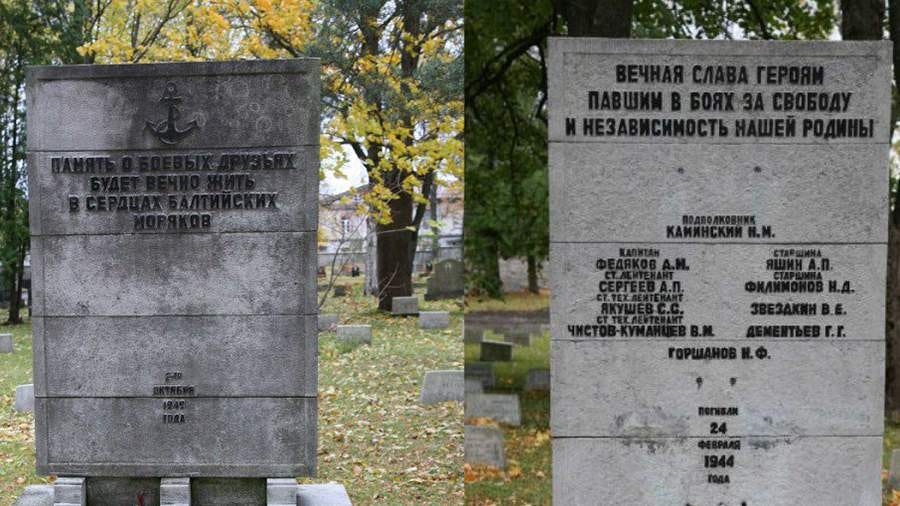 ПАМЯТЬ О БОЕВЫХ ДРУЗЬЯХ
БУДЕТ ВЕЧНО ЖИТЬ
В СЕРДЦАХ БАЛТИЙСКИХ
МОРЯКОВ
ОКТЯБРЯ
ГОДА
ВЕЧНАЯ СЛАВА ГЕРОЯМ
ПАВШИМ В БОЯХ ЗА СВОБОДУ
И НЕЗАВИСИМОСТЬ НАШЕЙ РОДИНЫ
ПОДПОЛКОВНИК
КАМИНСКИЙ Н.М.
КАПИТАН
ФЕДЯКОВ Д.М.
СТ. ЛЕЙТЕНАНТ
СЕРГЕЕВ А.П.
СТ. ТЕХ. ЛЕЙТЕНАНТ
ЯКУШЕВ С.С.
СТ. ТЕХ. ЛЕЙТЕНАНТ
ЧИСТОВ-КУМАНЦЕВ В.М.
СТАРШИНА
ЯШИН А.П.
СТАРШИНА
ФИЛИМОНОВ Н.Д.
ЗВЕЗДКИН В.Е.
ДЕМЕНТЬЕВ Г.Г.
ГОРШАНОВ И.Ф.
ПОГИБЛИ
24
ФЕВРАЛЯ
1944
ГОДА